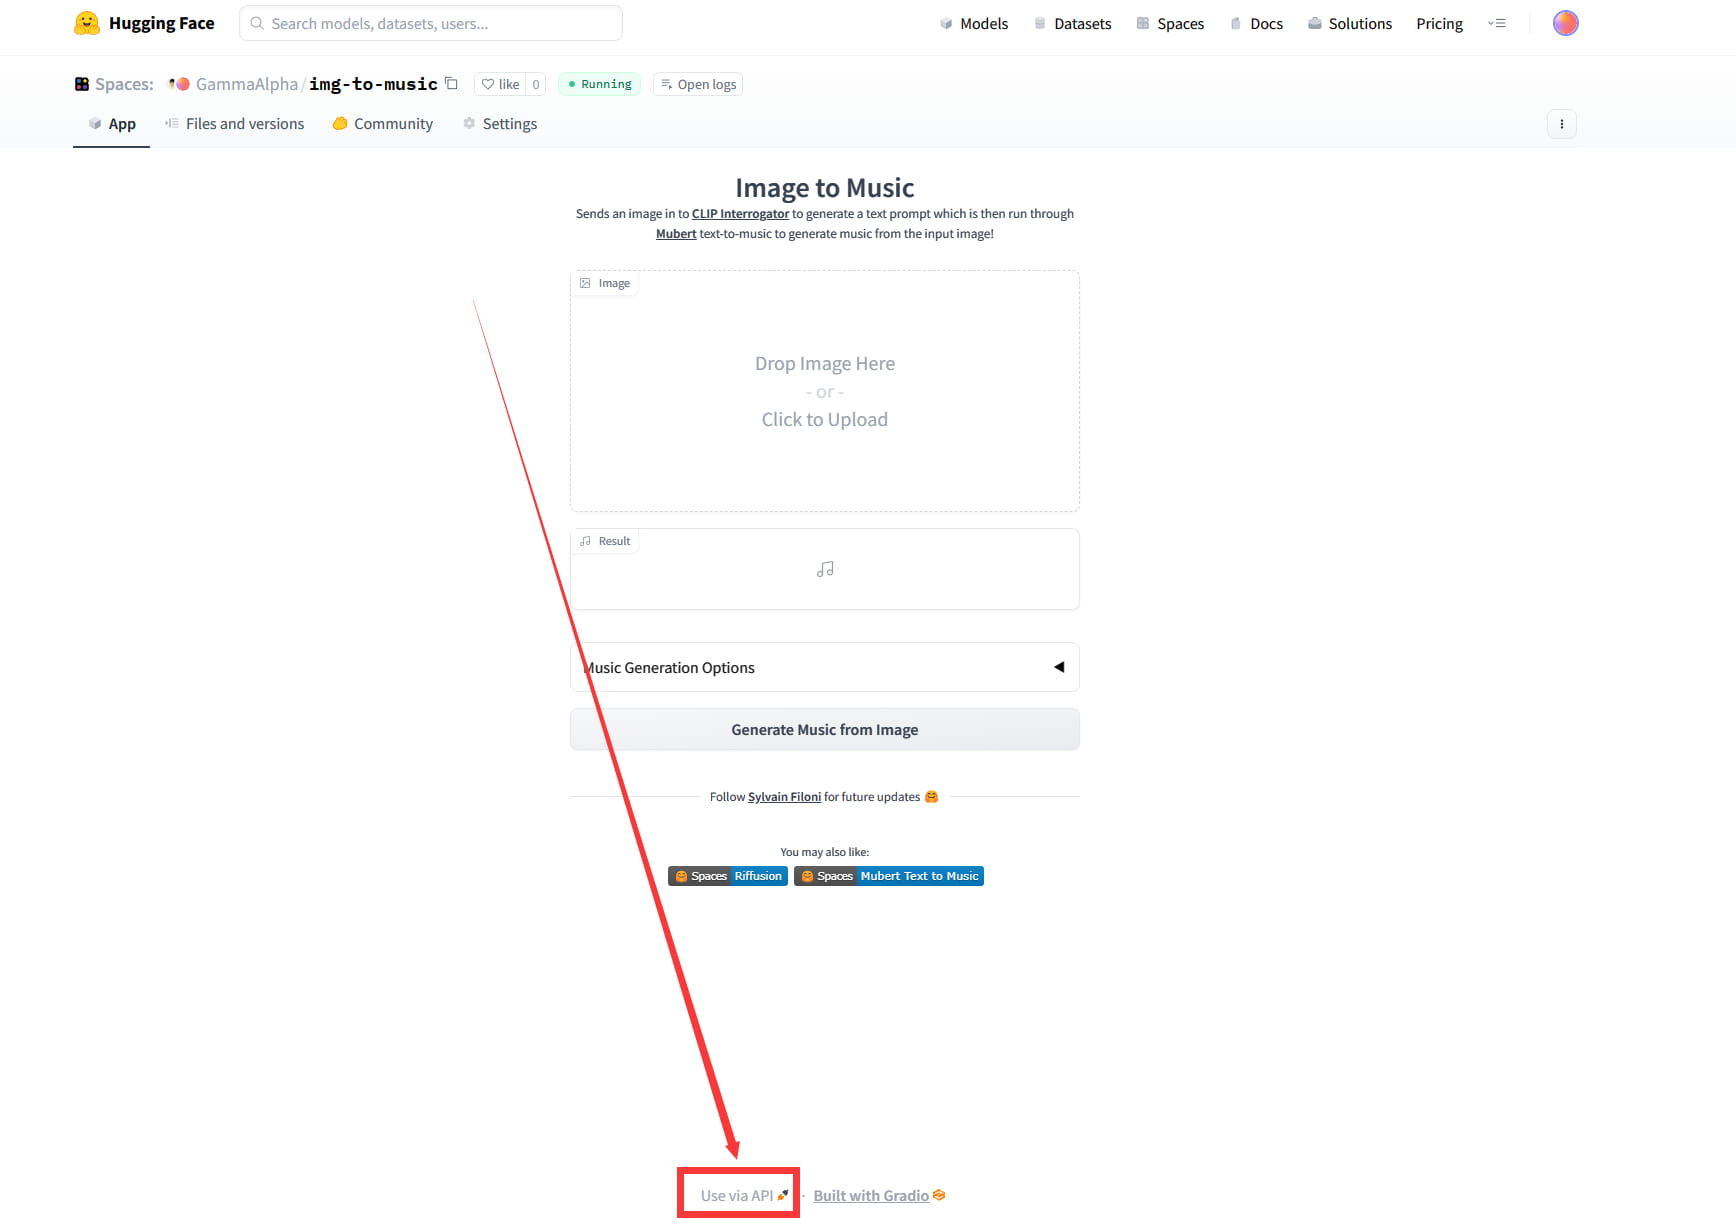 Hugging Face
Search models, datasets, users...
Models
Datasets
Spaces
Docs
Solutions
Pricing
Spaces: GammaAlpha/img-to-music
like 0
Running
Open logs
App
Files and versions
Community
Settings
Image to Music
Sends an image in to CLIP Interrogator to generate a text prompt which is then run through
Mubert text-to-music to generate music from the input image!
Image
Drop Image Here
- or -
Click to Upload
Result
Music Generation Options
Generate Music from Image
Follow Sylvain Filoni for future updates 🤗
You may also like:
🤗 Spaces Riffusion
🤗 Spaces Mubert Text to Music
Use via API 🚀 · Built with Gradio